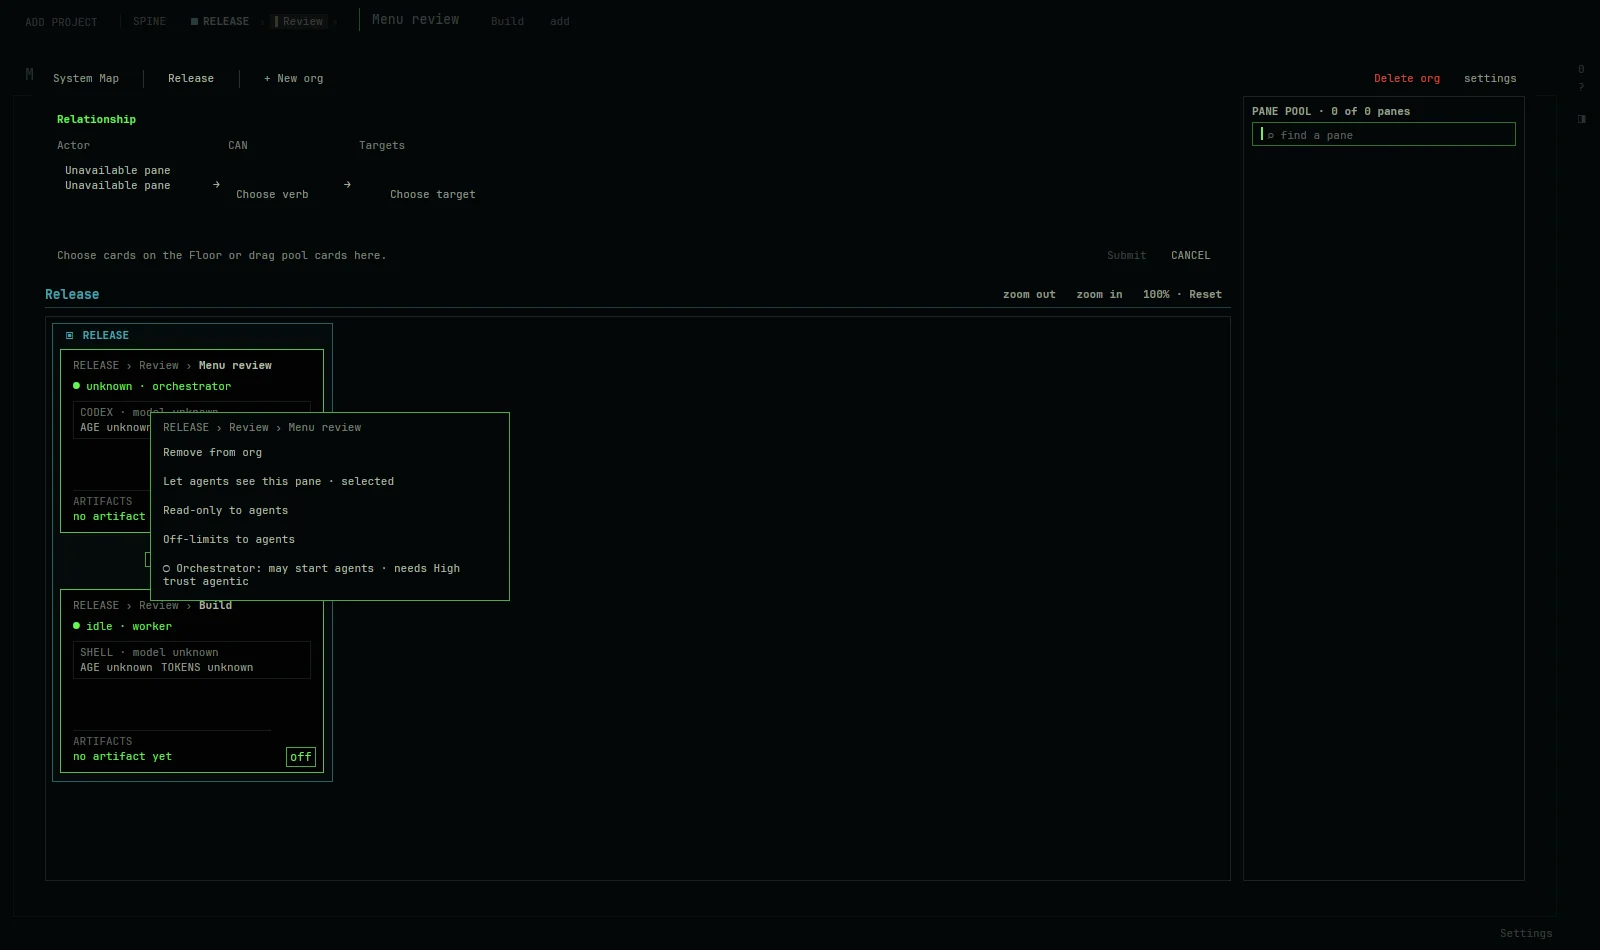 ADD PROJECT SPINE RELEASE › Review › Menu review Build add
M System Map Release + New org Delete org settings 0
?
Relationship
Actor CAN Targets
Unavailable pane
Unavailable pane → Choose verb → Choose target
Choose cards on the Floor or drag pool cards here. Submit CANCEL
PANE POOL · 0 of 0 panes
find a pane
Release zoom out zoom in 100% · Reset
RELEASE
RELEASE › Review › Menu review
unknown · orchestrator
CODEX · model unknown
AGE unknown
ARTIFACTS
no artifact
RELEASE › Review › Menu review
Remove from org
Let agents see this pane · selected
Read-only to agents
Off-limits to agents
Orchestrator: may start agents · needs High
trust agentic
RELEASE › Review › Build
idle · worker
SHELL · model unknown
AGE unknown TOKENS unknown
ARTIFACTS
no artifact yet
off
Settings